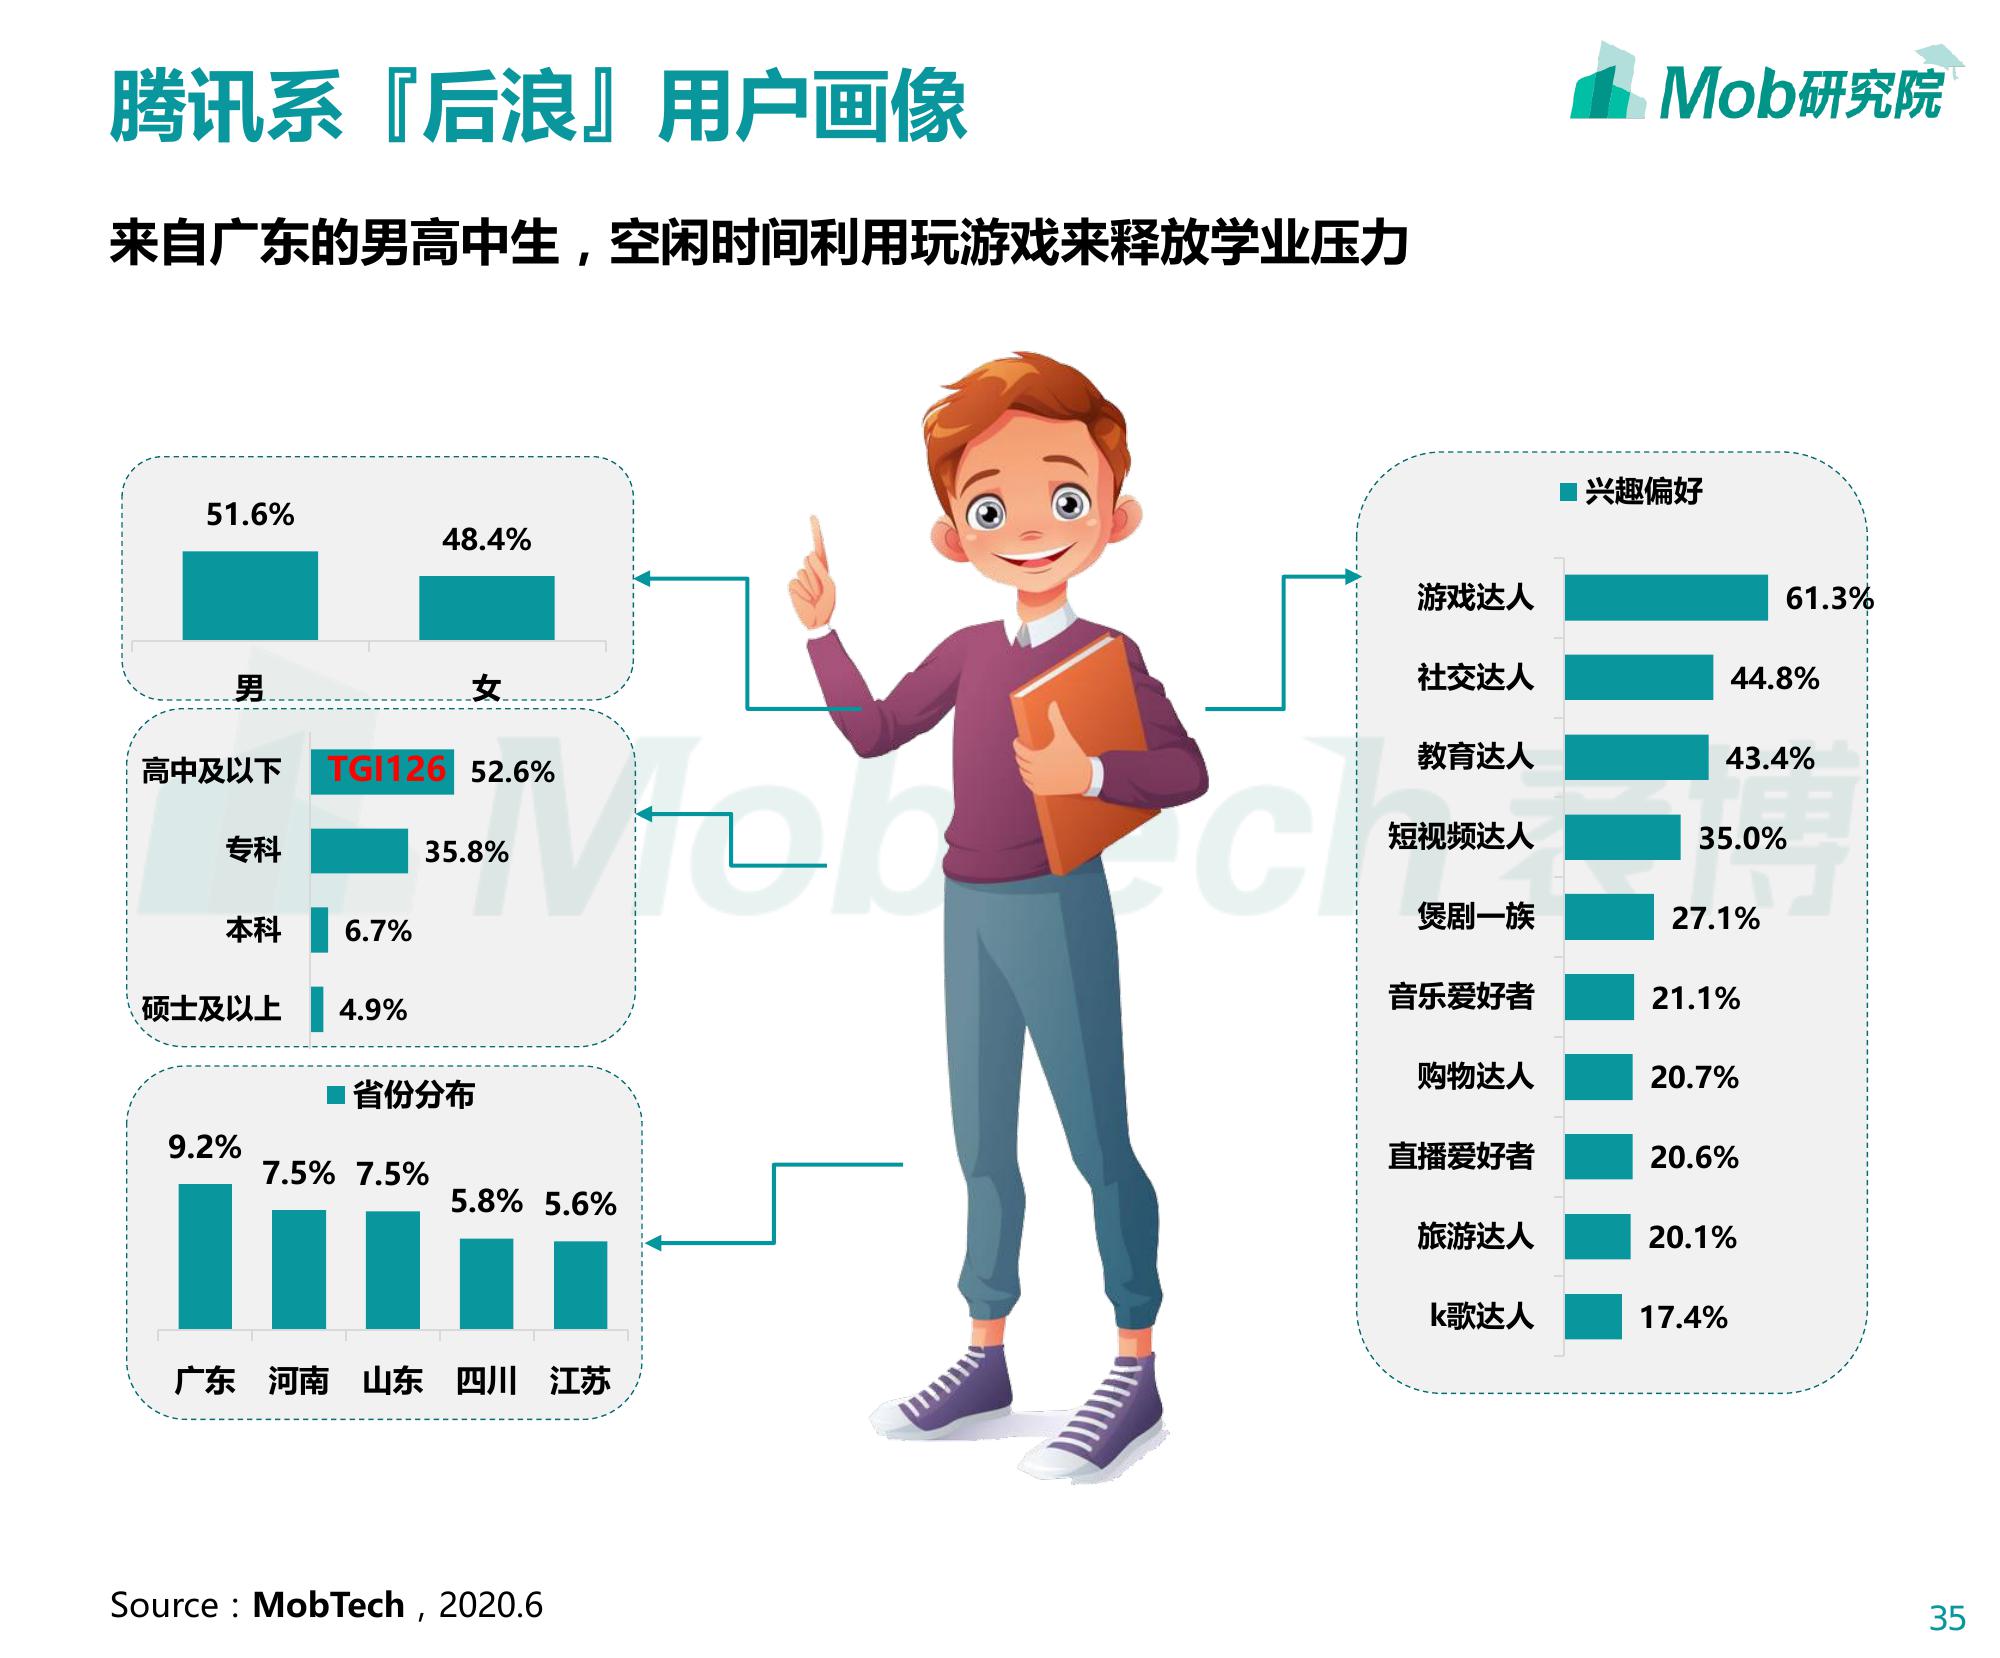 腾讯系『后浪』用户画像
Mob研究院
来自广东的男高中生，空闲时间利用玩游戏来释放学业压力
51.6%
48.4%
男
女
高中及以下 TGI126 52.6%
专科 35.8%
本科 6.7%
硕士及以上 4.9%
省份分布
9.2%
7.5%
7.5%
5.8%
5.6%
广东
河南
山东
四川
江苏
兴趣偏好
游戏达人 61.3%
社交达人 44.8%
教育达人 43.4%
短视频达人 35.0%
煲剧一族 27.1%
音乐爱好者 21.1%
购物达人 20.7%
直播爱好者 20.6%
旅游达人 20.1%
k歌达人 17.4%
MobTech 袤博
Source：MobTech，2020.6
35